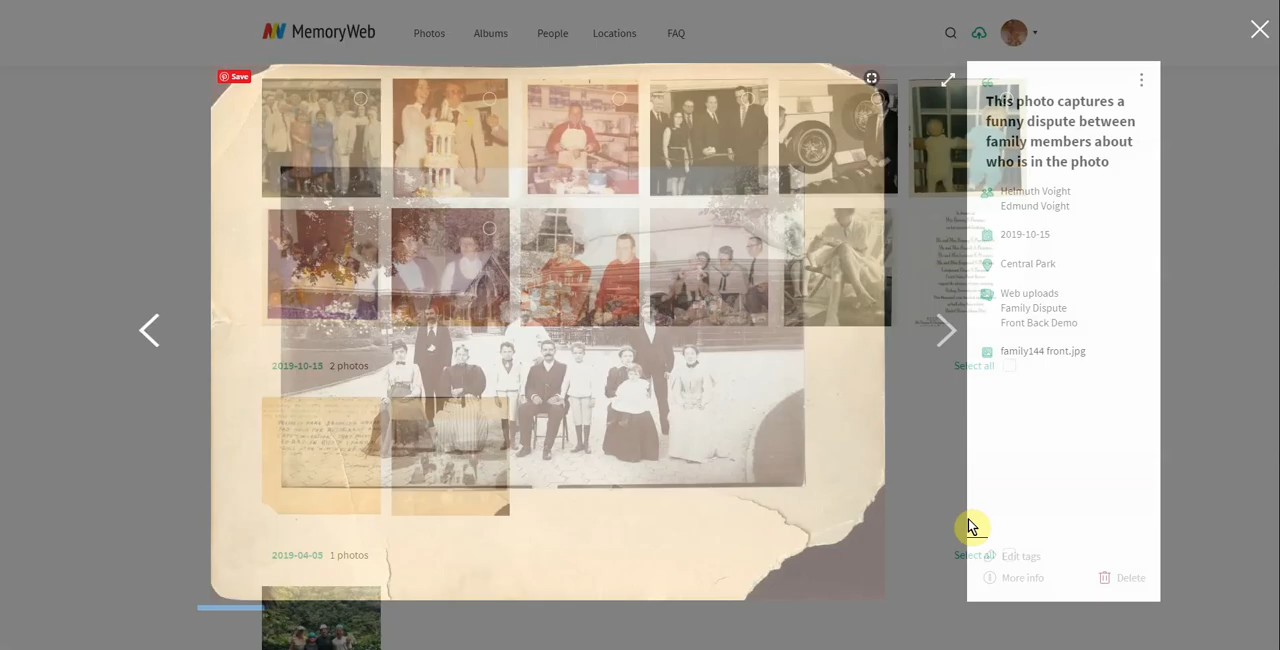 MemoryWeb
Photos Albums People Locations FAQ
Save
This photo captures a
funny dispute between
family members about
who is in the photo
Helmuth Voight
Edmund Voight
2019-10-15
Central Park
Web uploads
Family Dispute
Front Back Demo
family144 front.jpg
2019-10-15 2 photos
Select all
2019-04-05 1 photos
Select all
Edit tags
More info
Delete